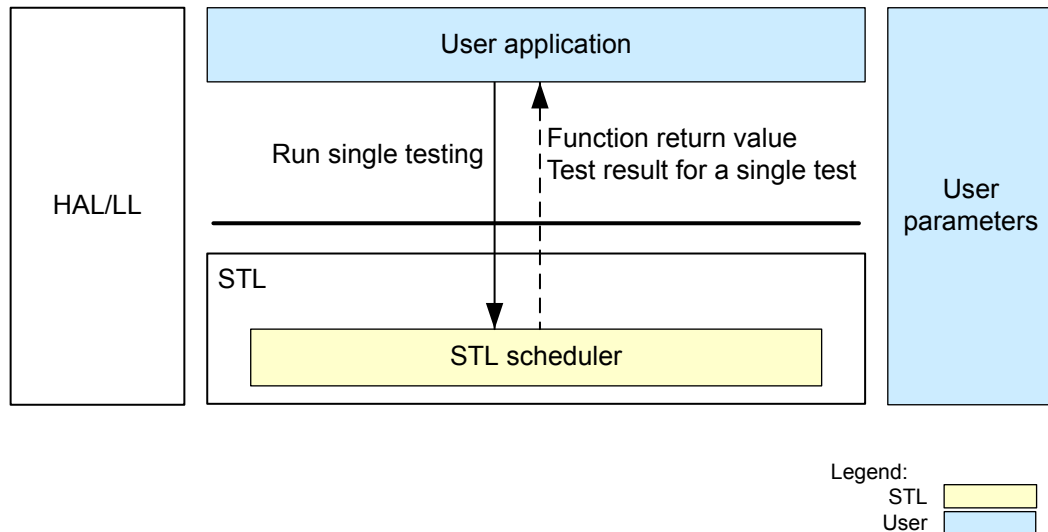 User application
Run single testing
Function return value
Test result for a single test
HAL/LL
User
parameters
STL
STL scheduler
Legend:
STL
User